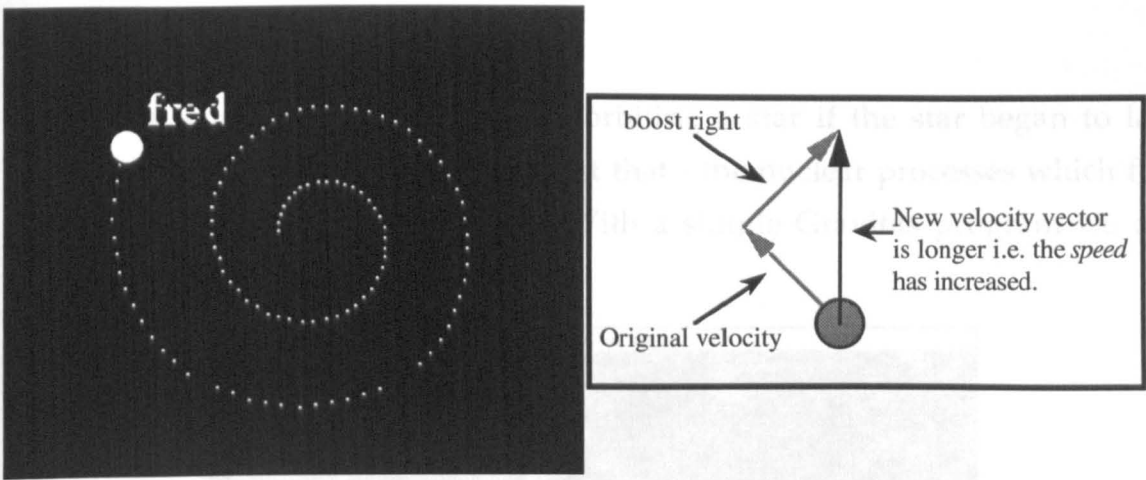 fred
boost right
New velocity vector
is longer i.e. the speed
has increased.
Original velocity